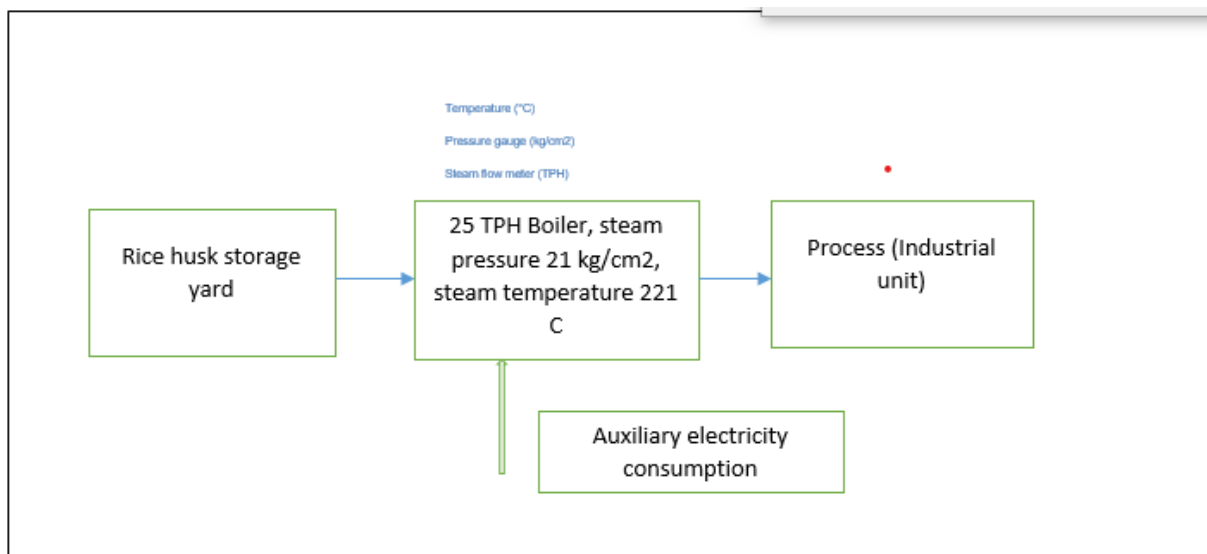 Temperature (°C)
Pressure gauge (kg/cm2)
Steam flow meter (TPH)
Rice husk storage
yard
25 TPH Boiler, steam
pressure 21 kg/cm2,
steam temperature 221
C
Process (Industrial
unit)
Auxiliary electricity
consumption